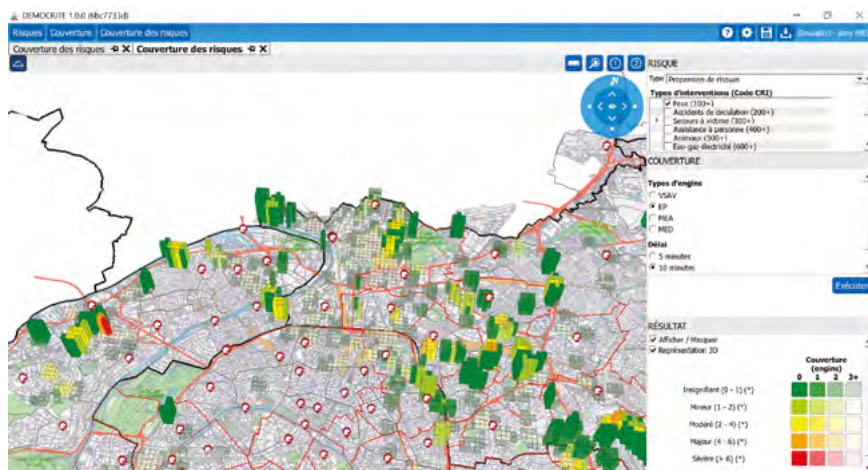 DEMOCRITE 1.0.0 (6bc7733d)
Risques Couverture Couverture des risques
Couverture des risques Couverture des risques
RISQUE
Type Propension de risques
Types d'interventions (Code CRI)
Feux (100+)
Accidents de circulation (200+)
Secours à victime (300+)
Assistance à personne (400+)
Animaux (500+)
Eau-gaz-électricité (600+)
COUVERTURE
Types d'engins
VSAV
EP
MEA
MED
Délai
5 minutes
10 minutes
Exécuter
RÉSULTAT
Afficher / Masquer
Représentation 3D
Couverture
(engins)
0 1 2 3+
Insignifiant (0 - 1) (*)
Mineur (1 - 2) (*)
Modéré (2 - 4) (*)
Majeur (4 - 6) (*)
Sévère (> 6) (*)